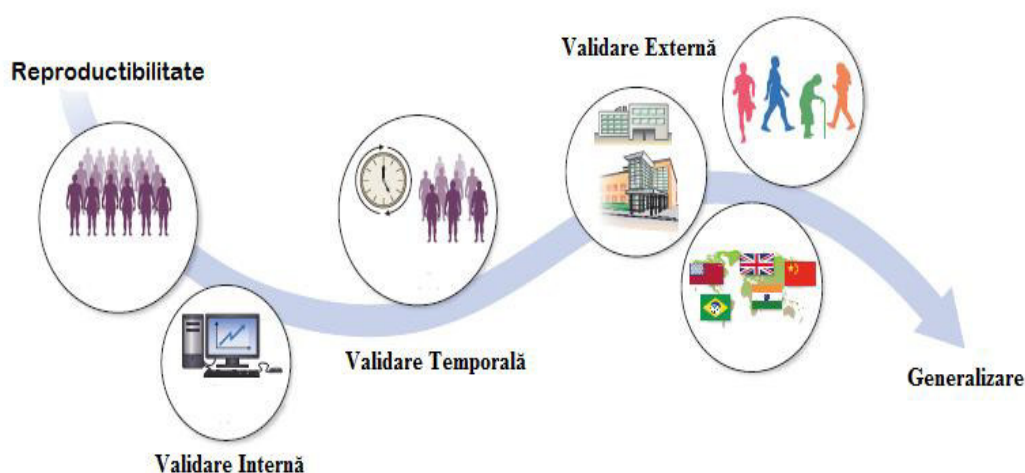 Reproductibilitate
Validare Internă
Validare Temporală
Validare Externă
Generalizare